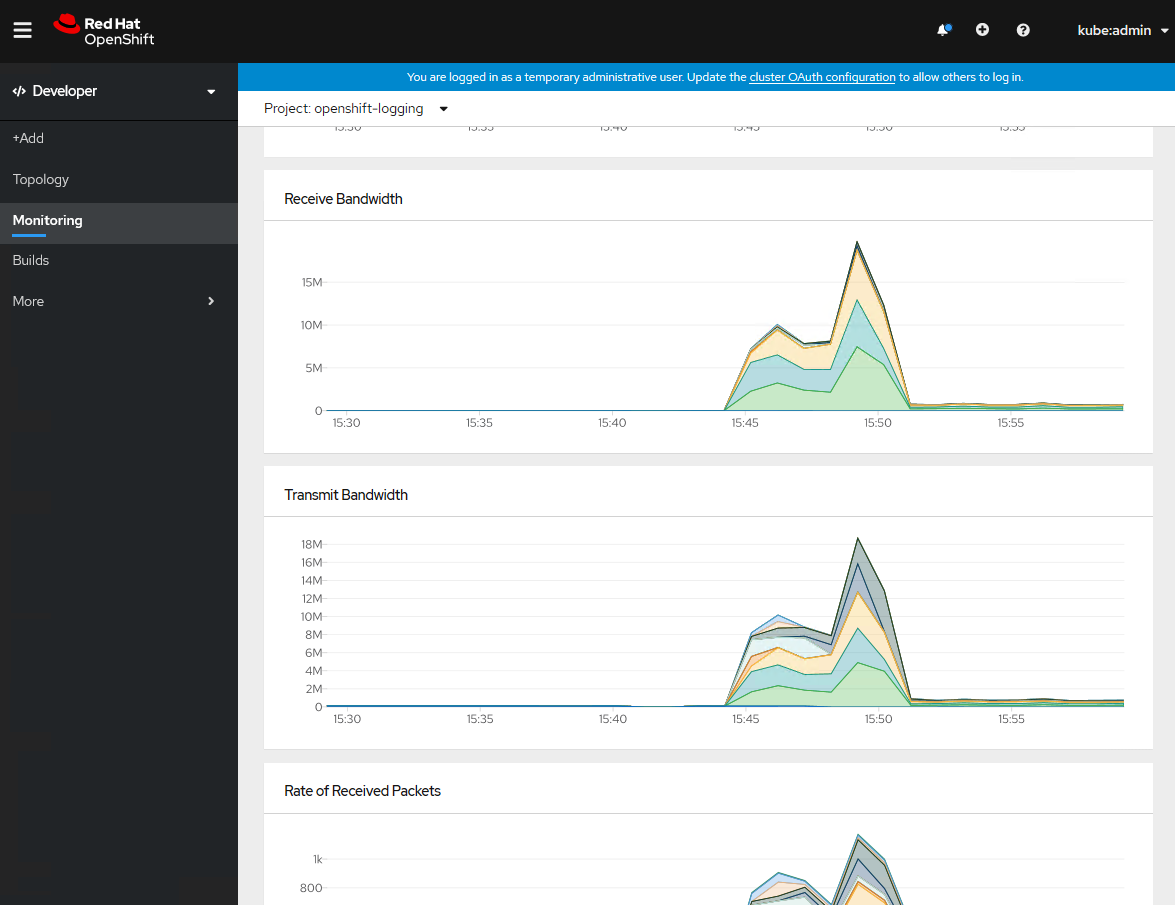 Red Hat
OpenShift
kube:admin
Developer
You are logged in as a temporary administrative user. Update the cluster OAuth configuration to allow others to log in.
Project: openshift-logging
+Add
Topology
Monitoring
Builds
More
15:30 15:35 15:40 15:45 15:50 15:55
Receive Bandwidth
15M
10M
5M
0
15:30 15:35 15:40 15:45 15:50 15:55
Transmit Bandwidth
18M
16M
14M
12M
10M
8M
6M
4M
2M
0
15:30 15:35 15:40 15:45 15:50 15:55
Rate of Received Packets
1k
800